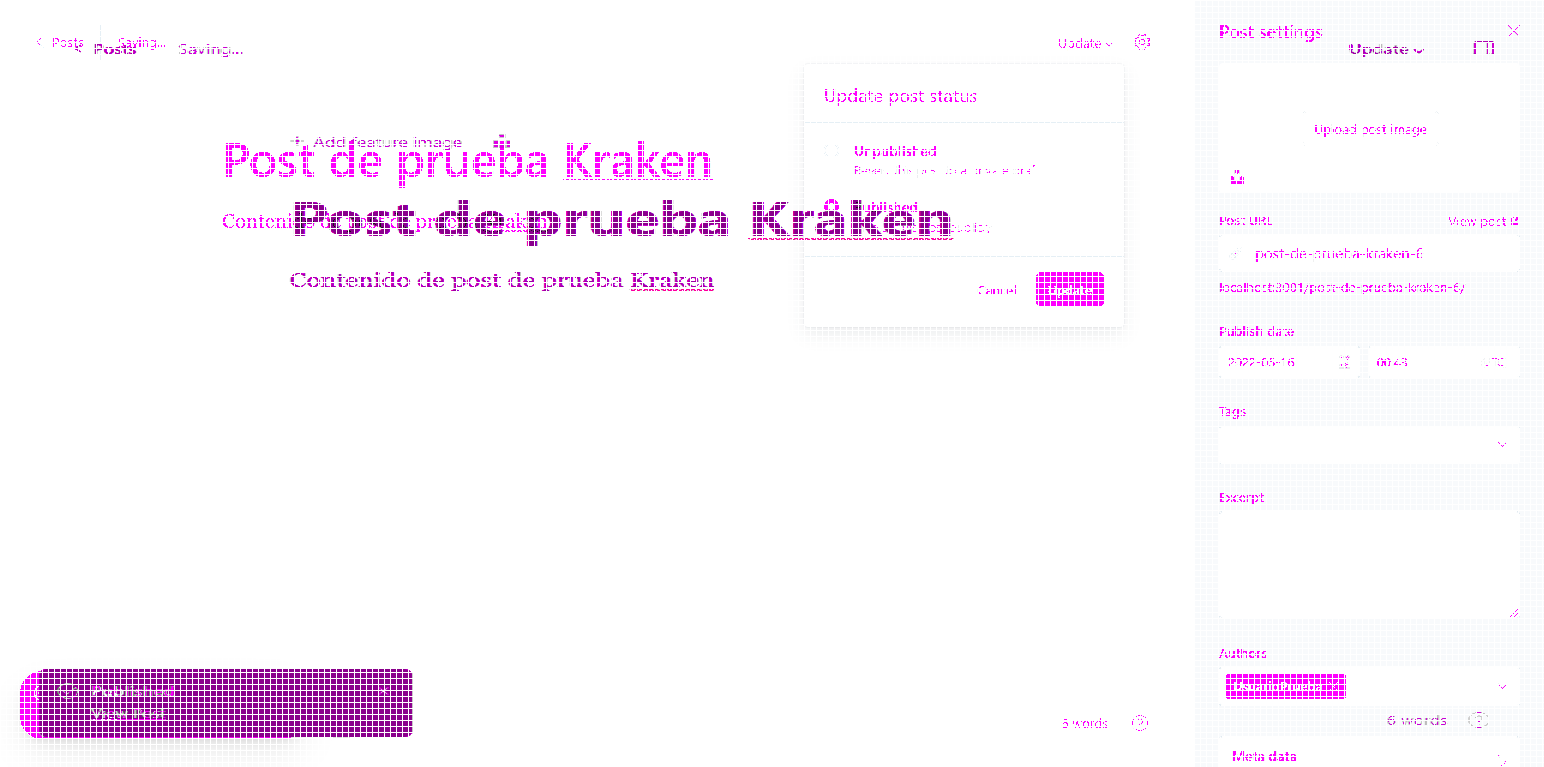 Posts Saving...
Posts Saving...
Update
Post settings
Update
Update post status
Upload post image
Add feature image
Post de prueba Kraken
Unpublished
Published
Post de prueba Kraken
Contenido de post de prueba Kraken
Contenido de post de prueba Kraken
Cancel Update
Post URL View post
post-de-prueba-kraken-6
localhost:3001/post-de-prueba-kraken-6/
Publish date
2022-05-16 00:43 UTC
Tags
Excerpt
Authors
Published
View Post
6 words
6 words
Meta data